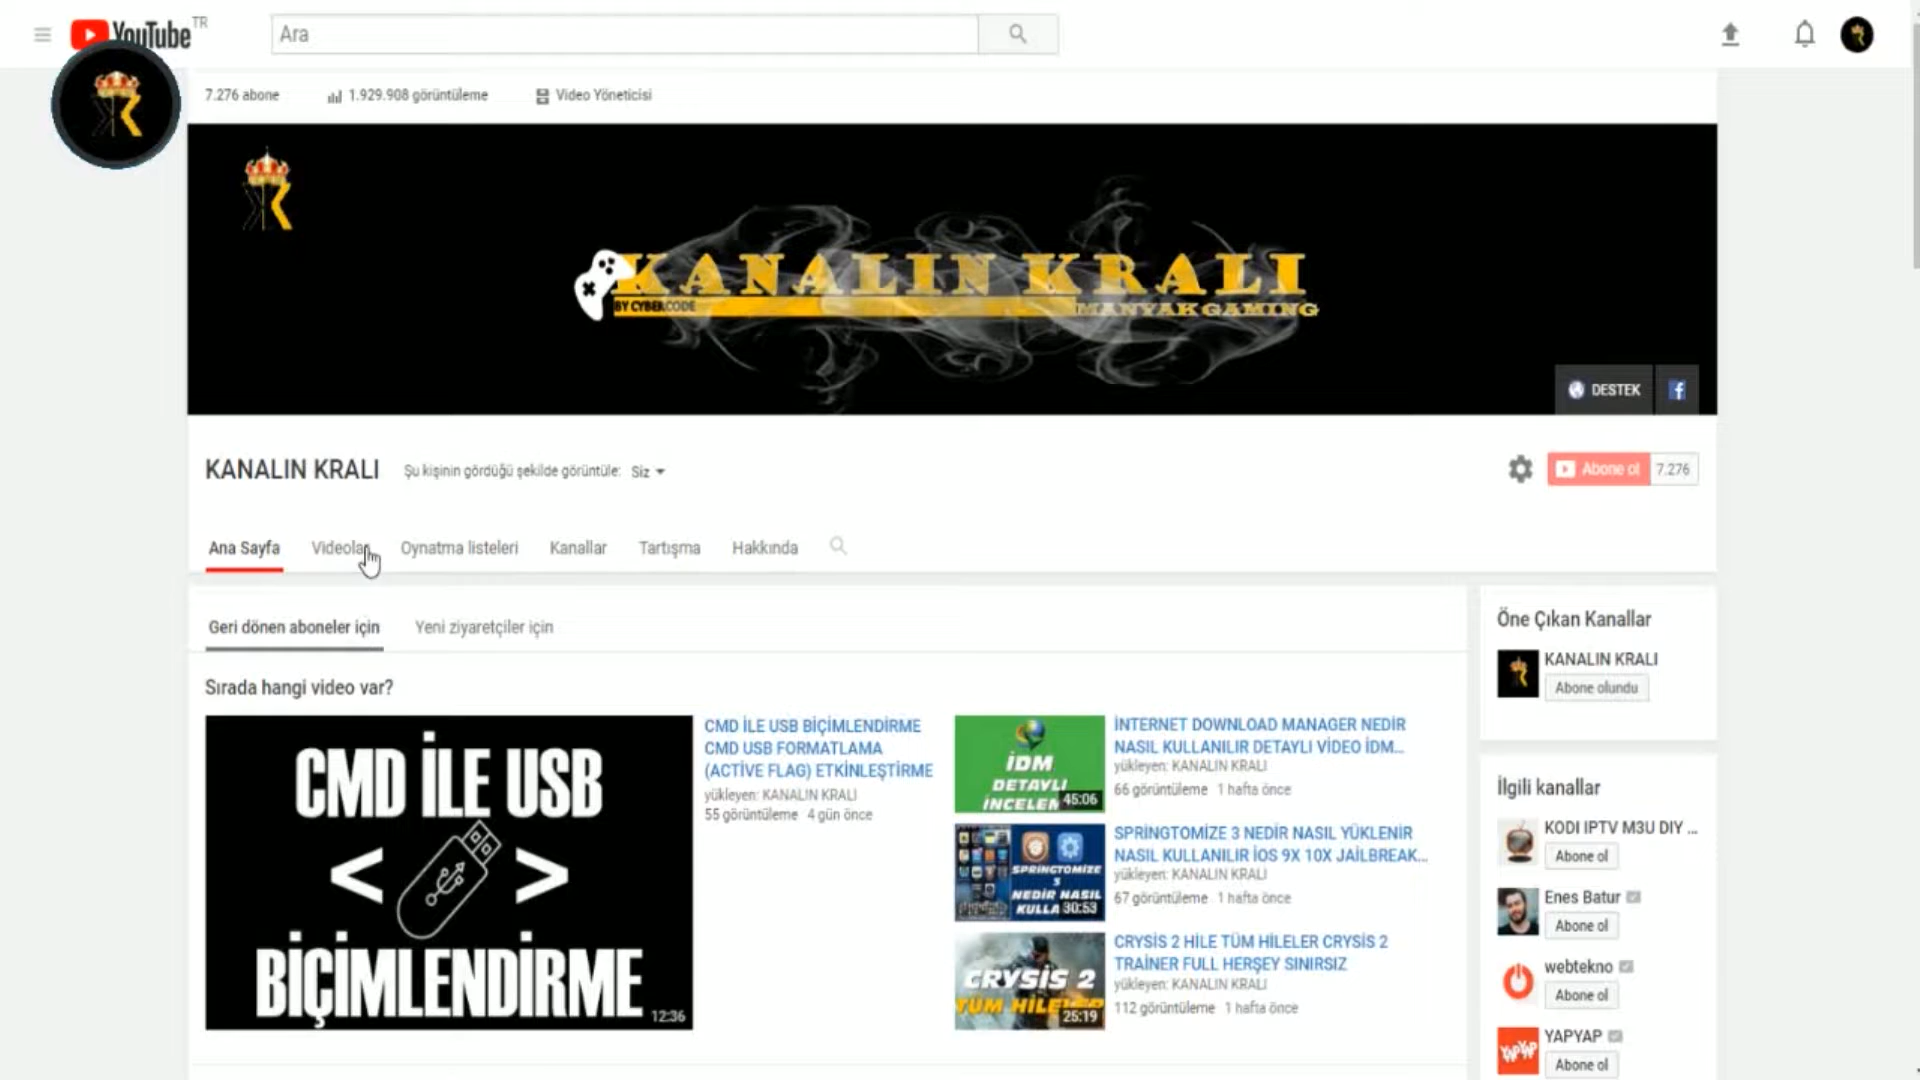 YouTube TR
Ara
7.276 abone
1.929.908 görüntüleme
Video Yöneticisi
KANALIN KRALI
BY CYBERCODE
MANYAK GAMING
DESTEK
KANALIN KRALI
Şu kişinin gördüğü şekilde görüntüle: Siz
Abone ol 7.276
Ana Sayfa
Videolar
Oynatma listeleri
Kanallar
Tartışma
Hakkında
Geri dönen aboneler için
Yeni ziyaretçiler için
Sırada hangi video var?
CMD İLE USB
< >
BİÇİMLENDİRME
12:36
CMD İLE USB BİÇİMLENDİRME
CMD USB FORMATLAMA
(ACTİVE FLAG) ETKİNLEŞTİRME
yükleyen: KANALIN KRALI
55 görüntüleme 4 gün önce
İDM
DETAYLI
İNCELEM
45:06
İNTERNET DOWNLOAD MANAGER NEDİR
NASIL KULLANILIR DETAYLI VİDEO İDM...
yükleyen: KANALIN KRALI
66 görüntüleme 1 hafta önce
SPRİNGTOMİZE
3
NEDİR NASIL
KULLA
30:53
SPRİNGTOMİZE 3 NEDİR NASIL YÜKLENİR
NASIL KULLANILIR İOS 9X 10X JAİLBREAK...
yükleyen: KANALIN KRALI
67 görüntüleme 1 hafta önce
CRYSİS 2
TÜM HİLELER
25:19
CRYSİS 2 HİLE TÜM HİLELER CRYSİS 2
TRAİNER FULL HERŞEY SINIRSIZ
yükleyen: KANALIN KRALI
112 görüntüleme 1 hafta önce
Öne Çıkan Kanallar
KANALIN KRALI
Abone olundu
İlgili kanallar
KODI IPTV M3U DIY ...
Abone ol
Enes Batur
Abone ol
webtekno
Abone ol
YAPYAP
YAPYAP
Abone ol